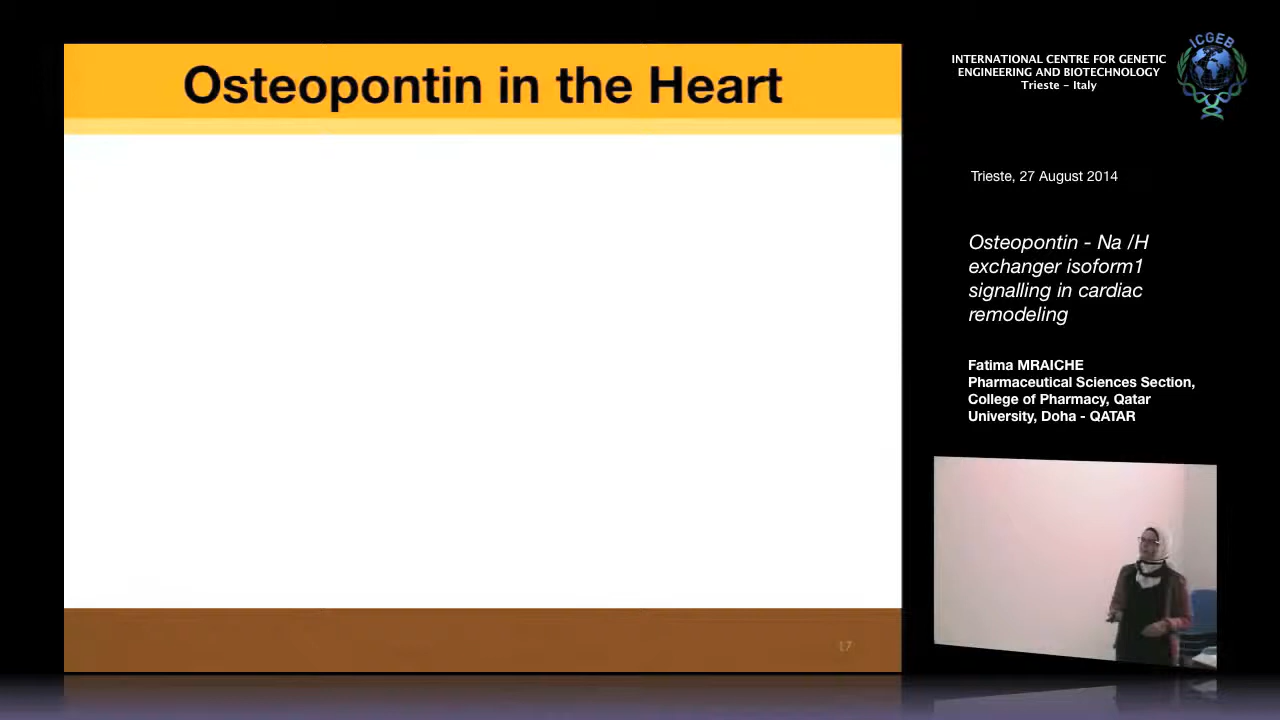 Osteopontin in the Heart
17
INTERNATIONAL CENTRE FOR GENETIC
ENGINEERING AND BIOTECHNOLOGY
Trieste - Italy
ICGEB
Trieste, 27 August 2014
Osteopontin - Na /H
exchanger isoform1
signalling in cardiac
remodeling
Fatima MRAICHE
Pharmaceutical Sciences Section,
College of Pharmacy, Qatar
University, Doha - QATAR